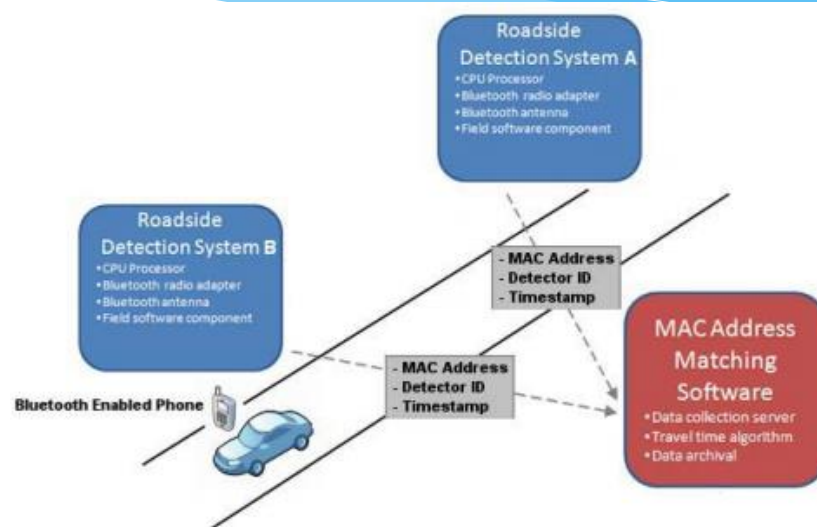 Roadside
Detection System A
•CPU Processor
•Bluetooth radio adapter
•Bluetooth antenna
•Field software component
Roadside
Detection System B
•CPU Processor
•Bluetooth radio adapter
•Bluetooth antenna
•Field software component
- MAC Address
- Detector ID
- Timestamp
MAC Address
Matching
Software
•Data collection server
•Travel time algorithm
•Data archival
- MAC Address
- Detector ID
- Timestamp
Bluetooth Enabled Phone